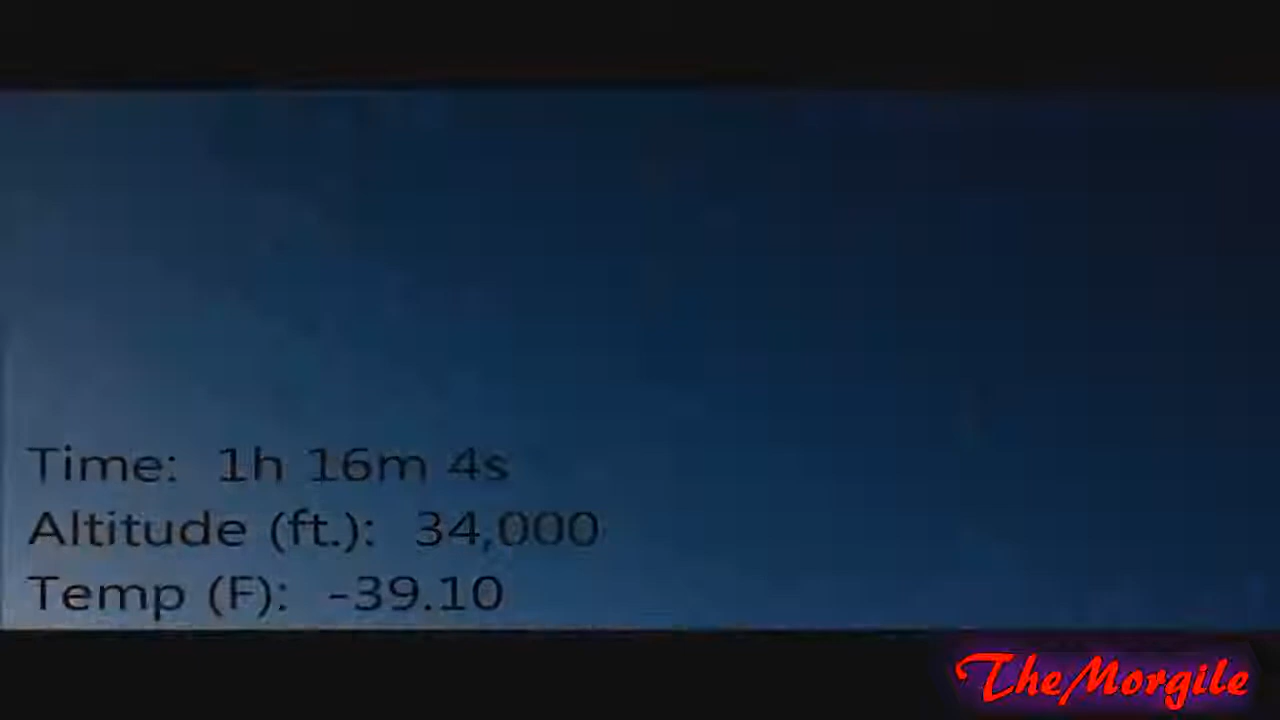 Time: 1h 16m 4s
Altitude (ft.): 34,000
Temp (F): -39.10
TheMorgile